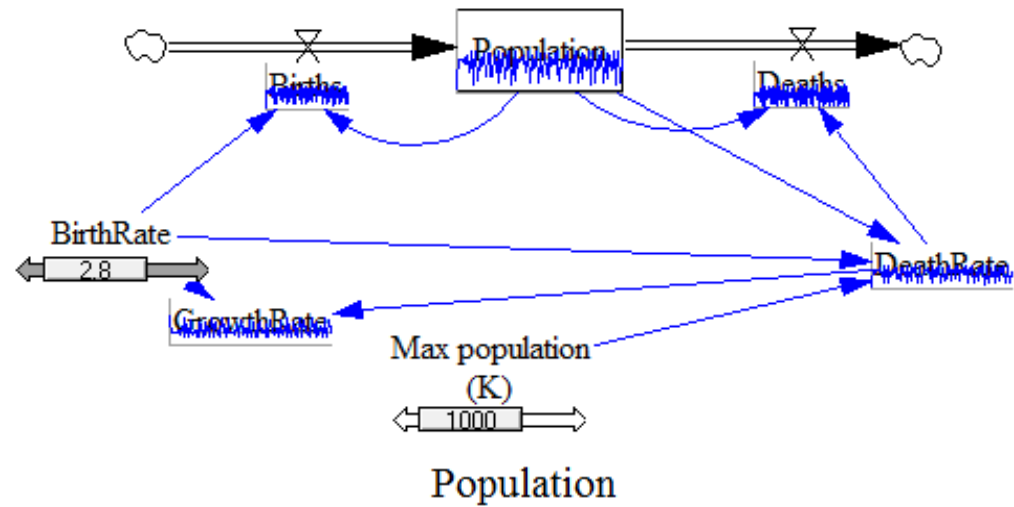 Population
Births
Deaths
BirthRate
2.8
DeathRate
GrowthRate
Max population
(K)
1000
Population